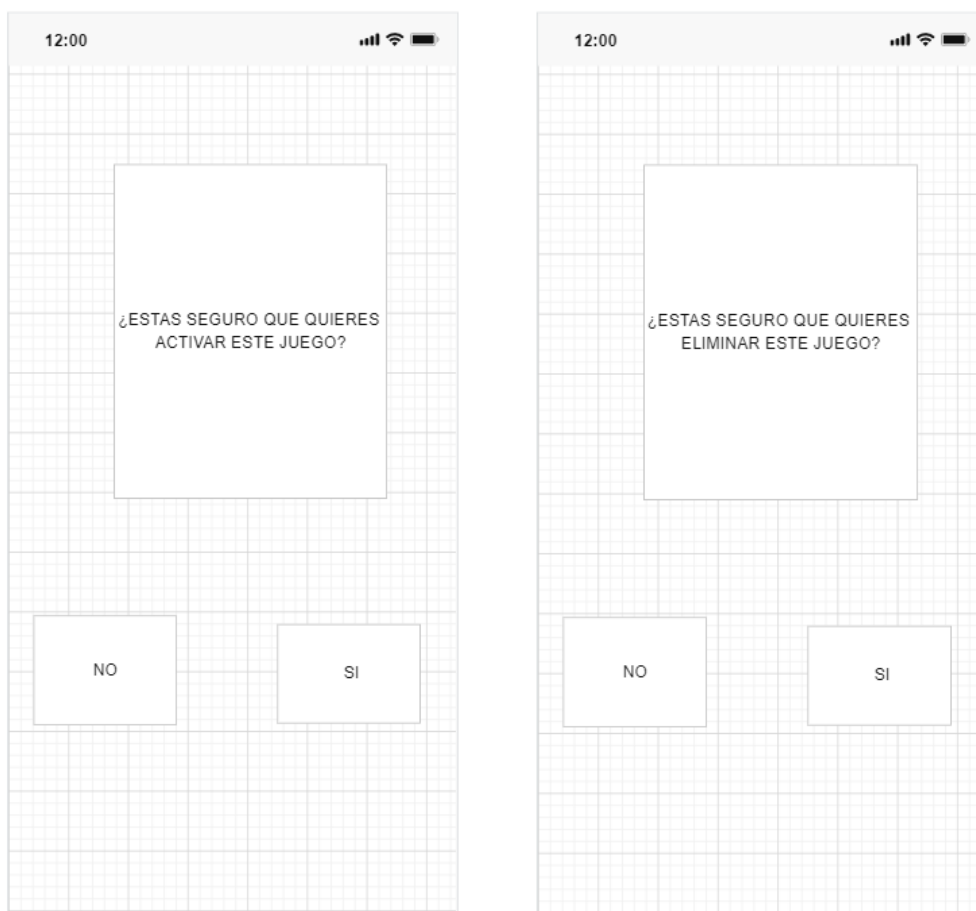 12:00
¿ESTAS SEGURO QUE QUIERES
ACTIVAR ESTE JUEGO?
NO
SI
12:00
¿ESTAS SEGURO QUE QUIERES
ELIMINAR ESTE JUEGO?
NO
SI